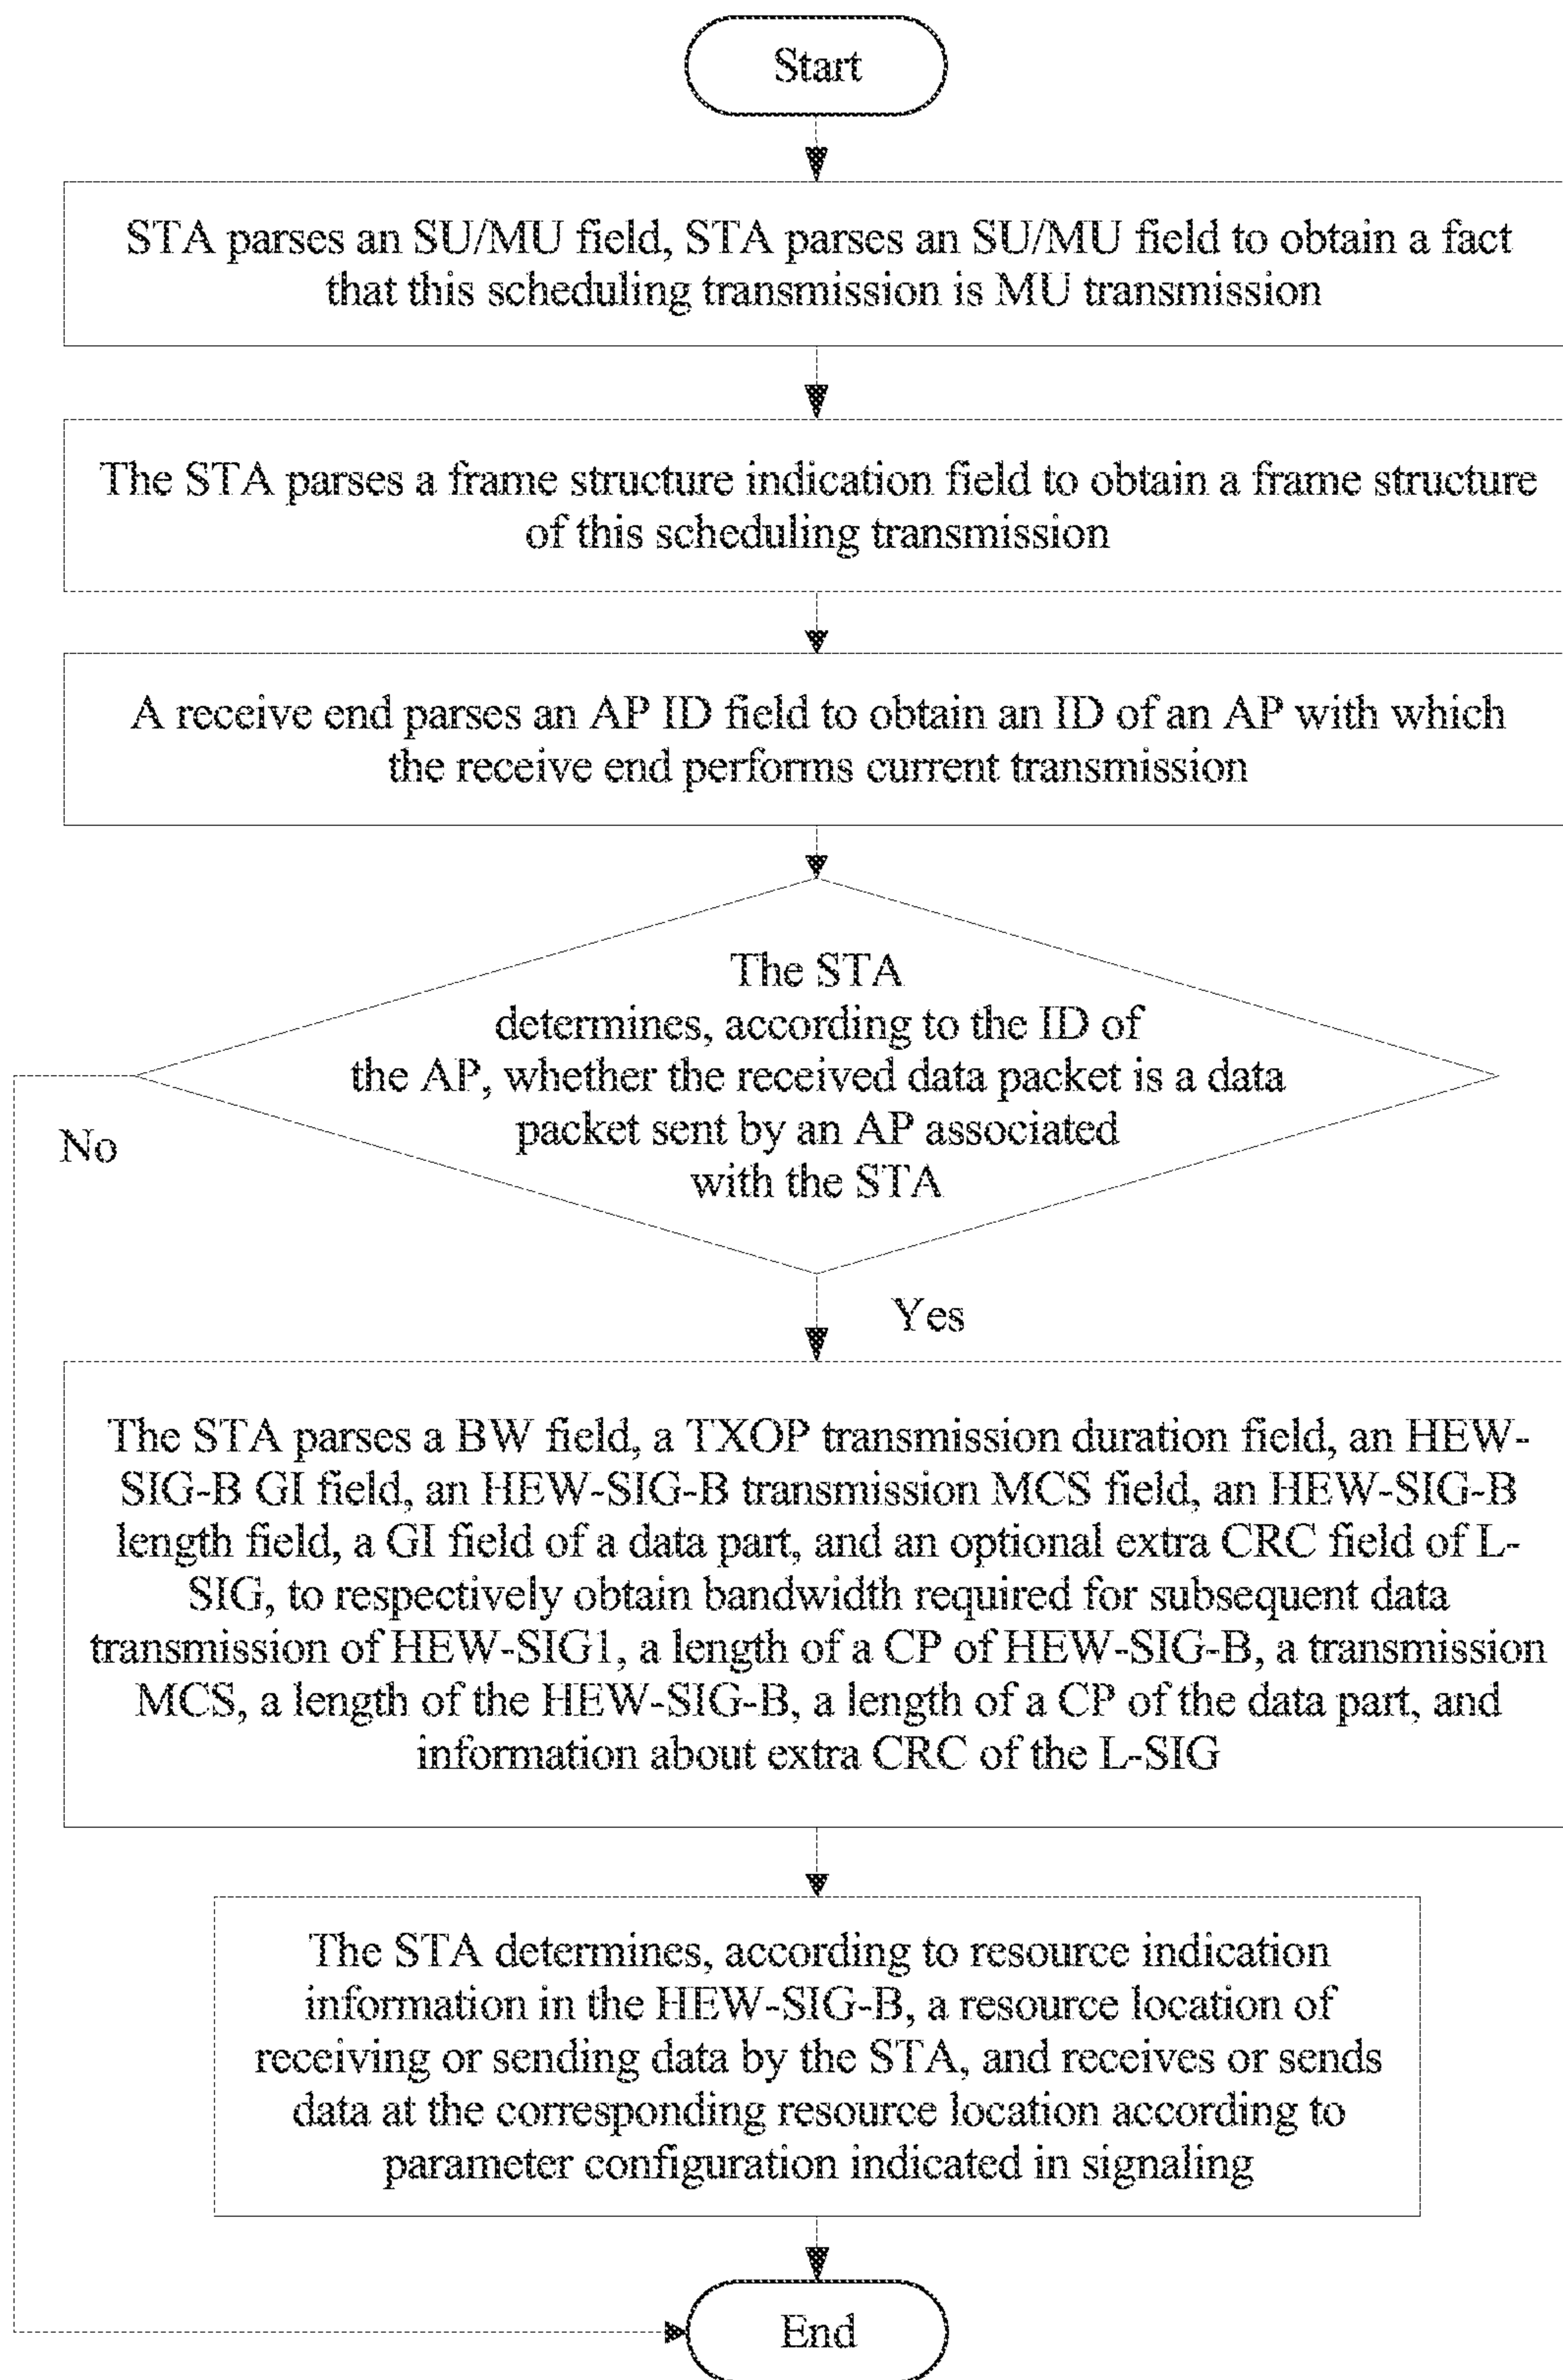 Start
STA parses an SU/MU field, STA parses an SU/MU field to obtain a fact
that this scheduling transmission is MU transmission
The STA parses a frame structure indication field to obtain a frame structure
of this scheduling transmission
A receive end parses an AP ID field to obtain an ID of an AP with which
the receive end performs current transmission
The STA
determines, according to the ID of
the AP, whether the received data packet is a data
packet sent by an AP associated
with the STA
No
Yes
The STA parses a BW field, a TXOP transmission duration field, an HEW-
SIG-B GI field, an HEW-SIG-B transmission MCS field, an HEW-SIG-B
length field, a GI field of a data part, and an optional extra CRC field of L-
SIG, to respectively obtain bandwidth required for subsequent data
transmission of HEW-SIG1, a length of a CP of HEW-SIG-B, a transmission
MCS, a length of the HEW-SIG-B, a length of a CP of the data part, and
information about extra CRC of the L-SIG
The STA determines, according to resource indication
information in the HEW-SIG-B, a resource location of
receiving or sending data by the STA, and receives or sends
data at the corresponding resource location according to
parameter configuration indicated in signaling
End